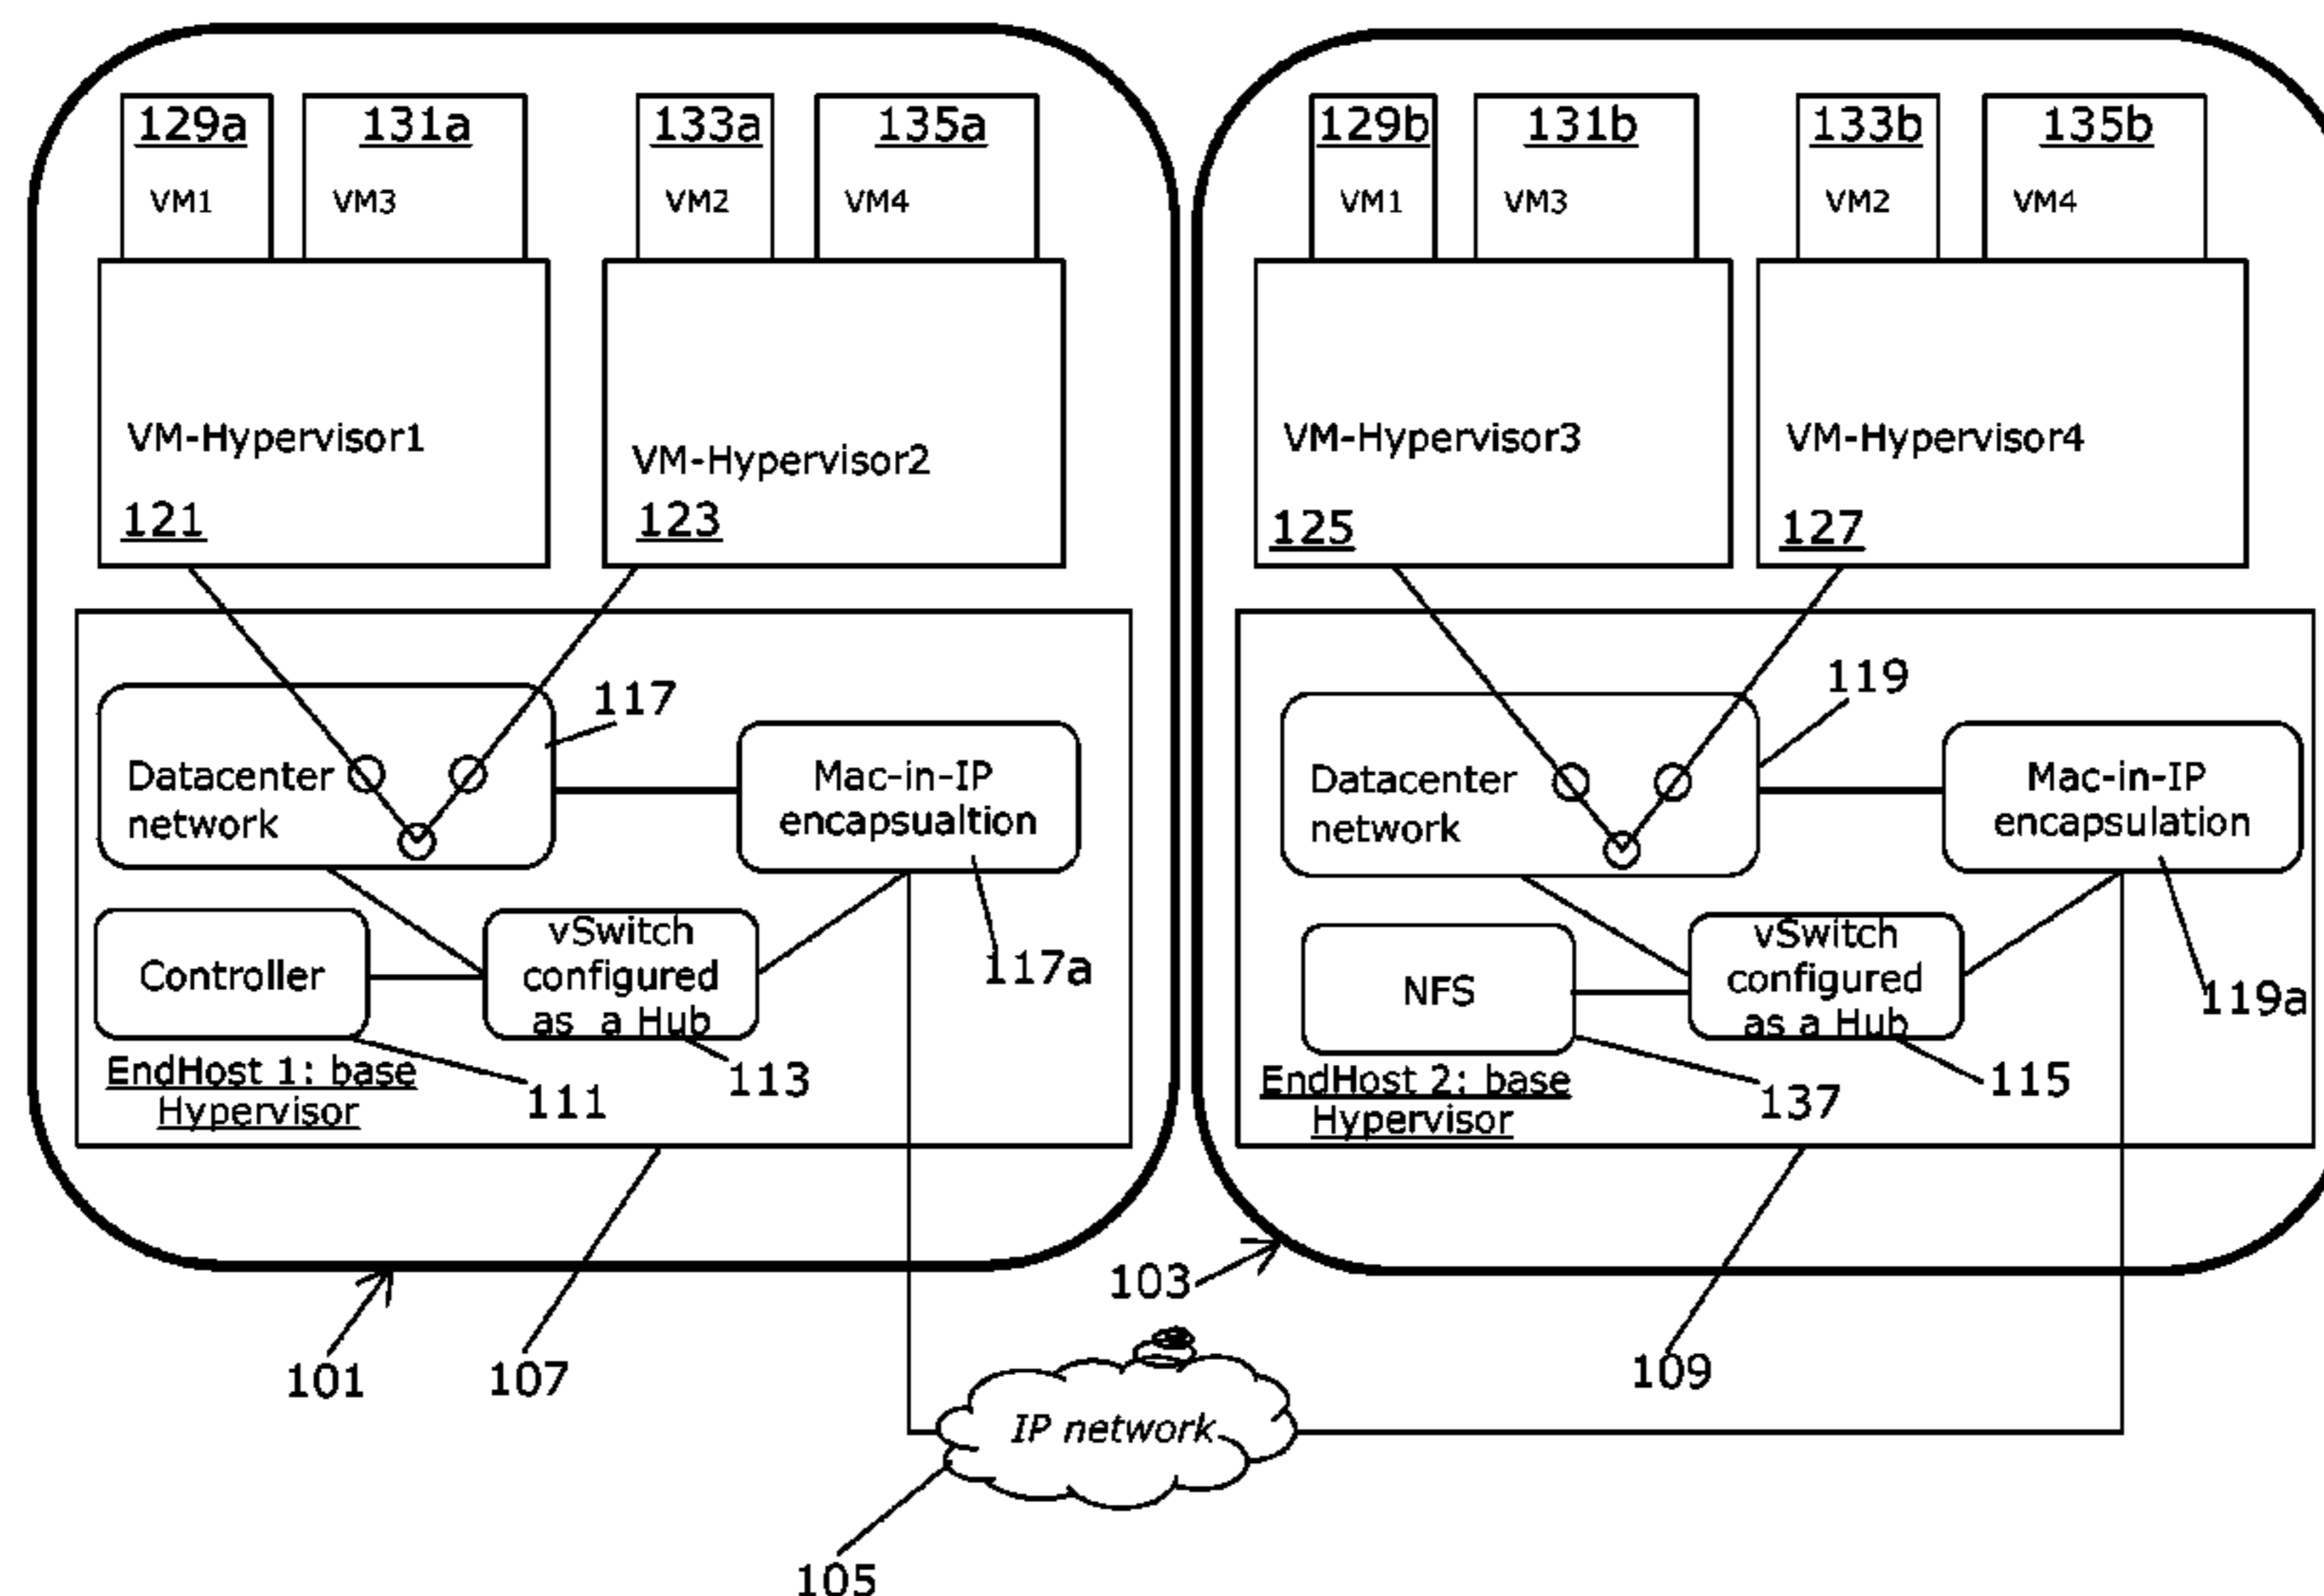 129a
VM1
131a
VM3
133a
VM2
135a
VM4
VM-Hypervisor1
121
VM-Hypervisor2
123
117
Datacenter
network
Mac-in-IP
encapsualtion
117a
Controller
vSwitch
configured
as a Hub
EndHost 1: base
Hypervisor
111
113
101
107
129b
VM1
131b
VM3
133b
VM2
135b
VM4
VM-Hypervisor3
125
VM-Hypervisor4
127
119
Datacenter
network
Mac-in-IP
encapsulation
119a
NFS
vSwitch
configured
as a Hub
EndHost 2: base
Hypervisor
137
115
103
109
IP network
105